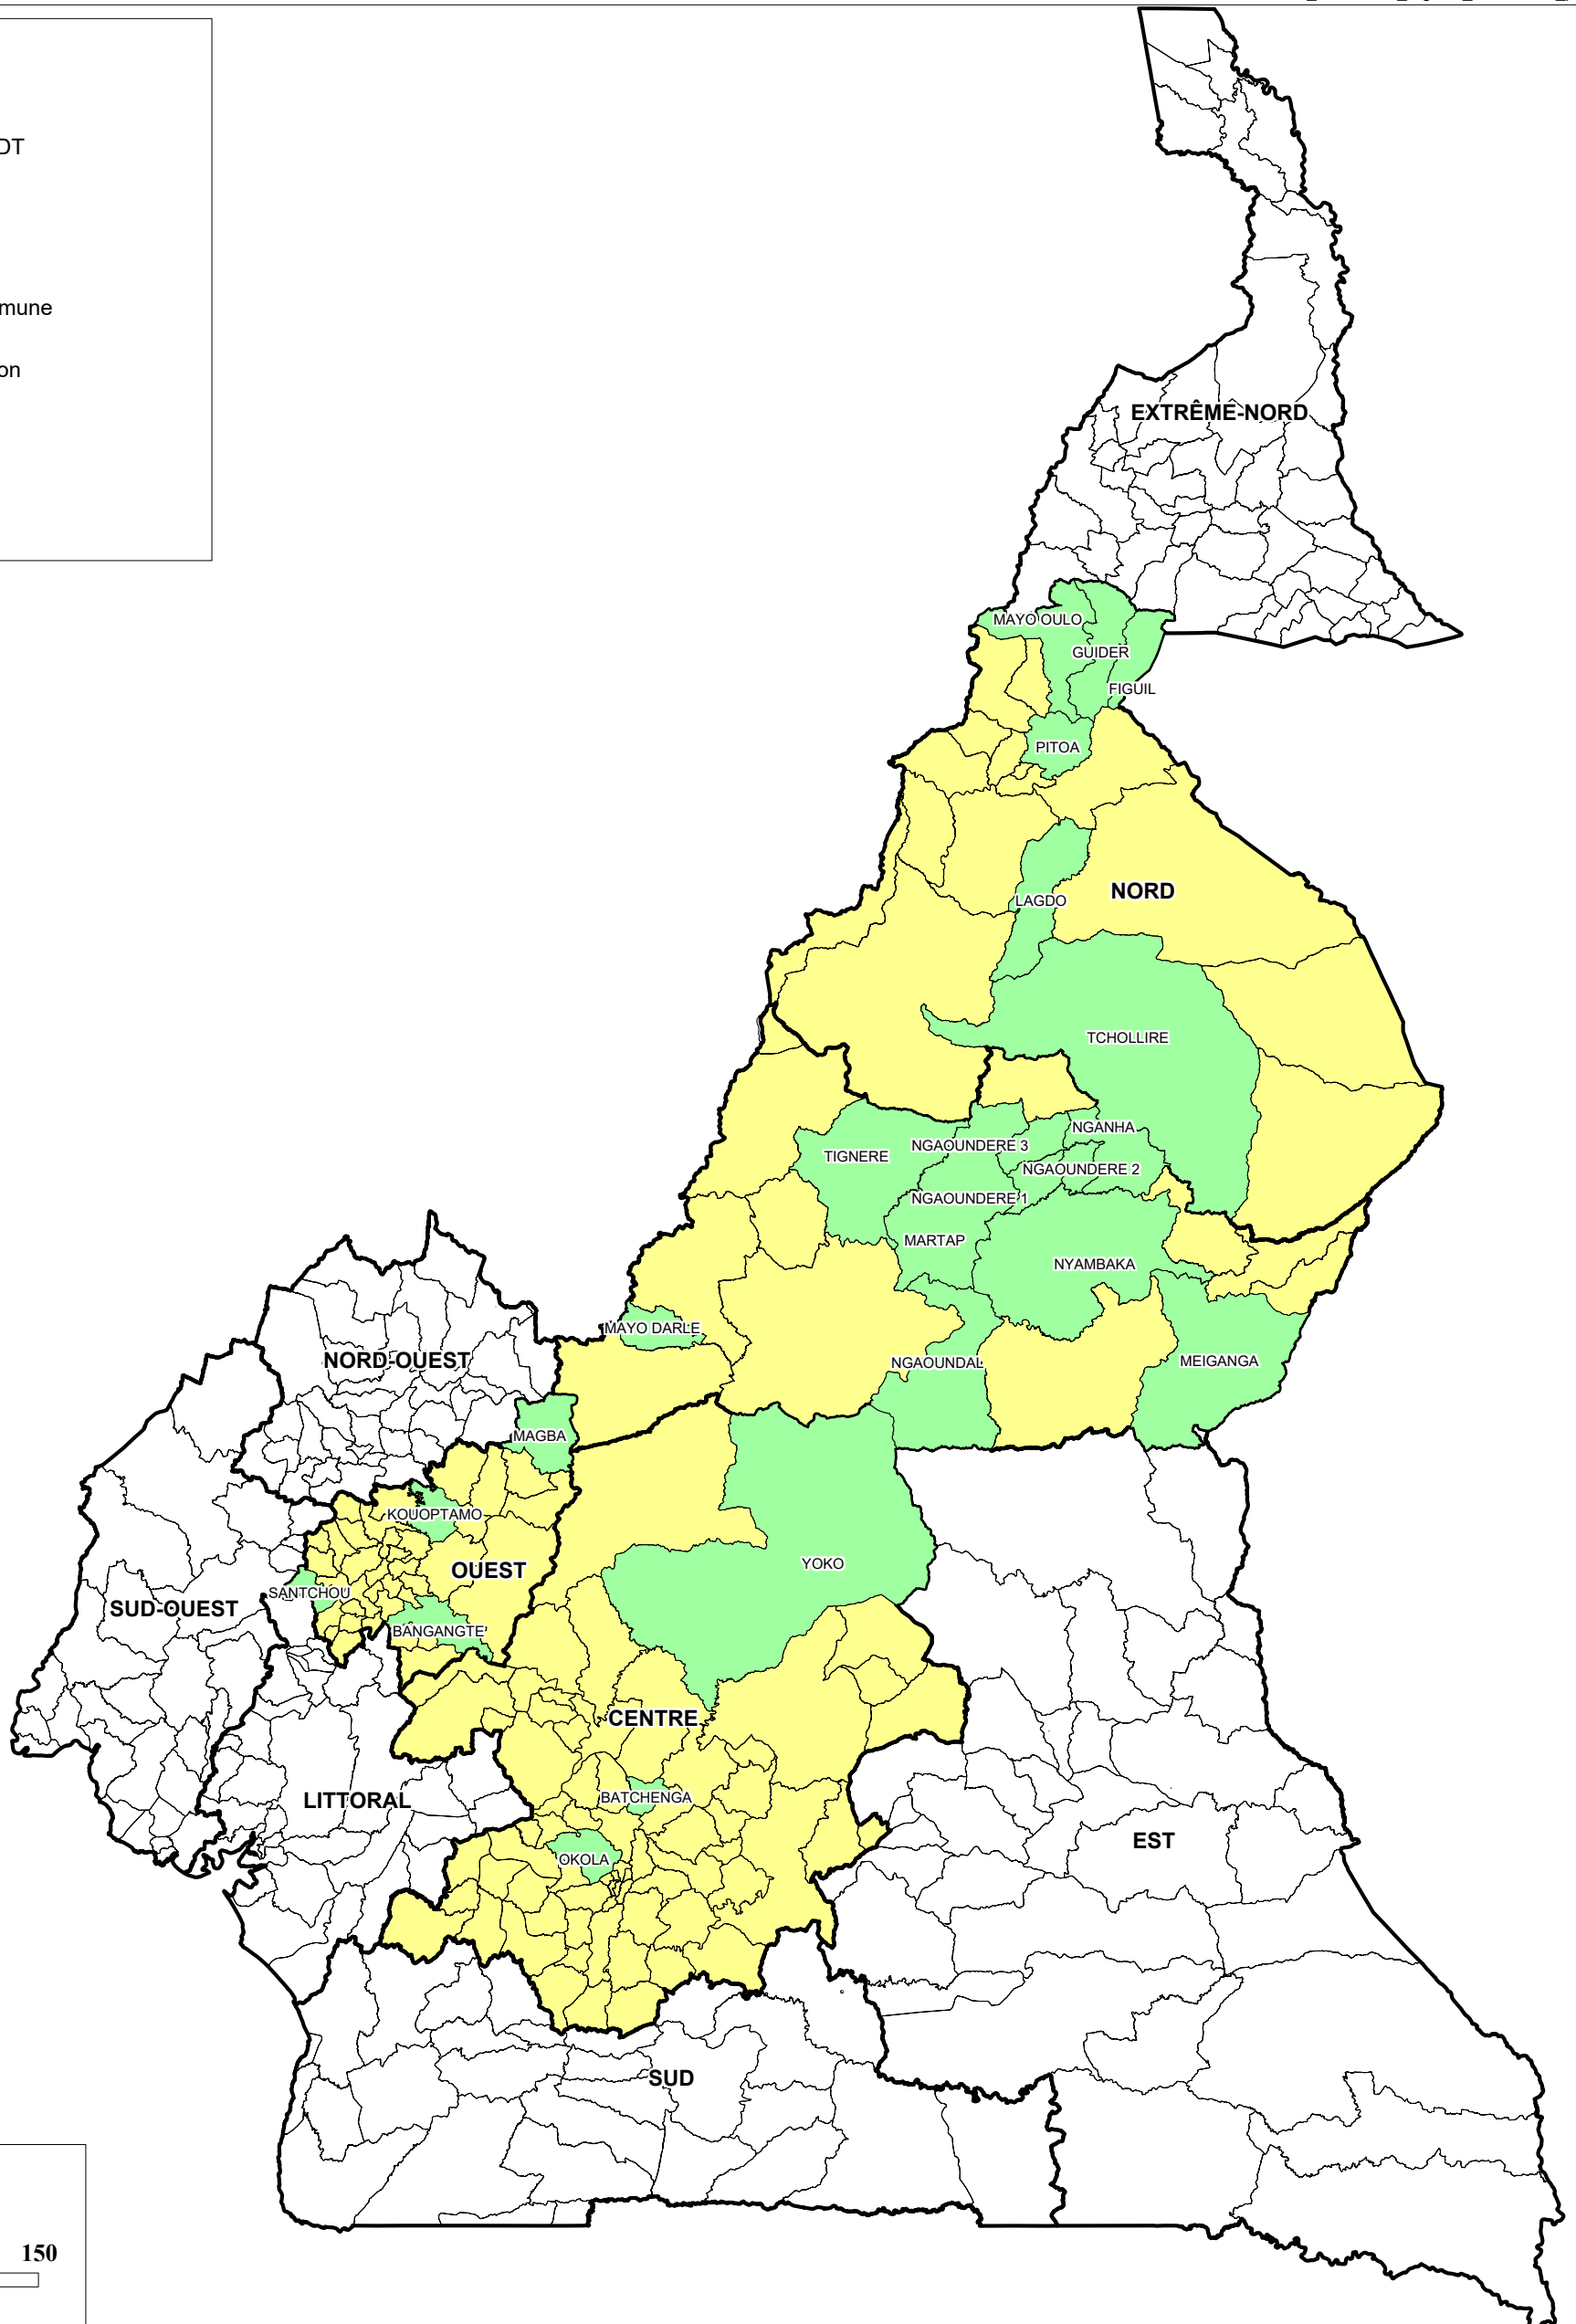 DT
mune
on
EXTRÊME-NORD
MAYO OULO
GUIDER
FIGUIL
PITOA
NORD
LAGDO
TCHOLLIRE
NGANHA
NGAOUNDERE 3
TIGNERE
NGAOUNDERE 2
NGAOUNDERE 1
MARTAP
NYAMBAKA
MAYO DARLE
NORD-OUEST
NGAOUNDAL
MEIGANGA
MAGBA
KOUOPTAMO
YOKO
OUEST
SANTCHOU
SUD-OUEST
BANGANGTE
CENTRE
BATCHENGA
LITTORAL
EST
OKOLA
SUD
150